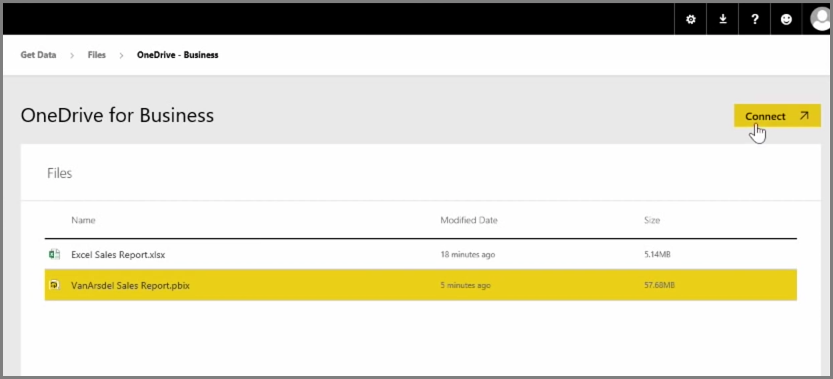 Get Data > Files > OneDrive - Business
OneDrive for Business
Connect
Files
Name Modified Date Size
Excel Sales Report.xlsx 18 minutes ago 5.14MB
VanArsdel Sales Report.pbix 5 minutes ago 57.68MB